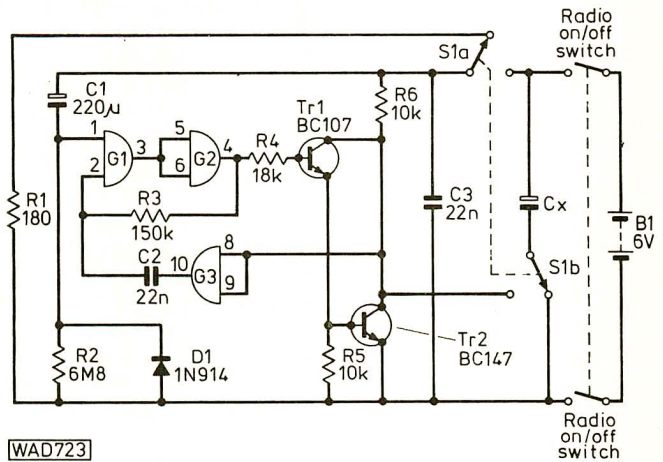 Radio
on/off
switch
S1a
C1
220µ
R6
10k
Tr1
BC107
1
2
3
G1
5
6
4
G2
R4
18k
R1
180
R3
150k
C3
22n
Cx
B1
6V
C2
22n
10
G3
8
9
S1b
R2
6M8
D1
1N914
R5
10k
Tr2
BC147
Radio
on/off
switch
WAD723